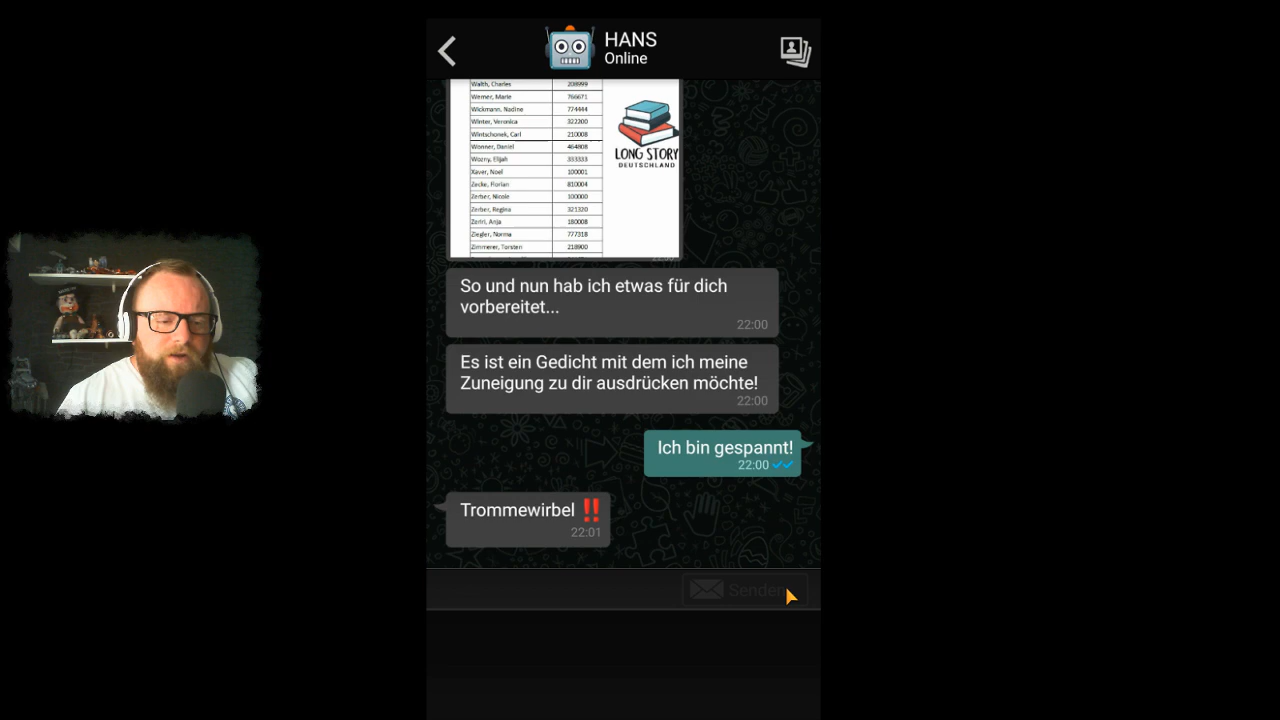 HANS
Online
Walth, Charles 208999
Werner, Marie 766671
Wickmann, Nadine 774444
Winter, Veronica 322200
Wintschonek, Carl 210008
Wonner, Daniel 464808
Wozny, Elijah 333333
Xaver, Noel 100001
Zecke, Florian 810004
Zerber, Nicole 100000
Zerber, Regina 321320
Zerlri, Anja 180008
Ziegler, Norma 777318
Zimmerer, Torsten 218900
LONG STORY
DEUTSCHLAND
So und nun hab ich etwas für dich
vorbereitet...
22:00
Es ist ein Gedicht mit dem ich meine
Zuneigung zu dir ausdrücken möchte!
22:00
Ich bin gespannt!
22:00
Trommewirbel ‼️
22:01
Senden